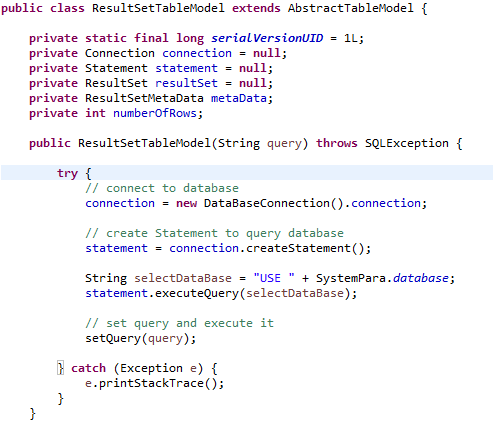 public class ResultSetTableModel extends AbstractTableModel {
private static final long serialVersionUID = 1L;
private Connection connection = null;
private Statement statement = null;
private ResultSet resultSet = null;
private ResultSetMetaData metaData;
private int numberOfRows;
public ResultSetTableModel(String query) throws SQLException {
try {
// connect to database
connection = new DataBaseConnection().connection;
// create Statement to query database
statement = connection.createStatement();
String selectDataBase = "USE " + SystemPara.database;
statement.executeQuery(selectDataBase);
// set query and execute it
setQuery(query);
} catch (Exception e) {
e.printStackTrace();
}
}